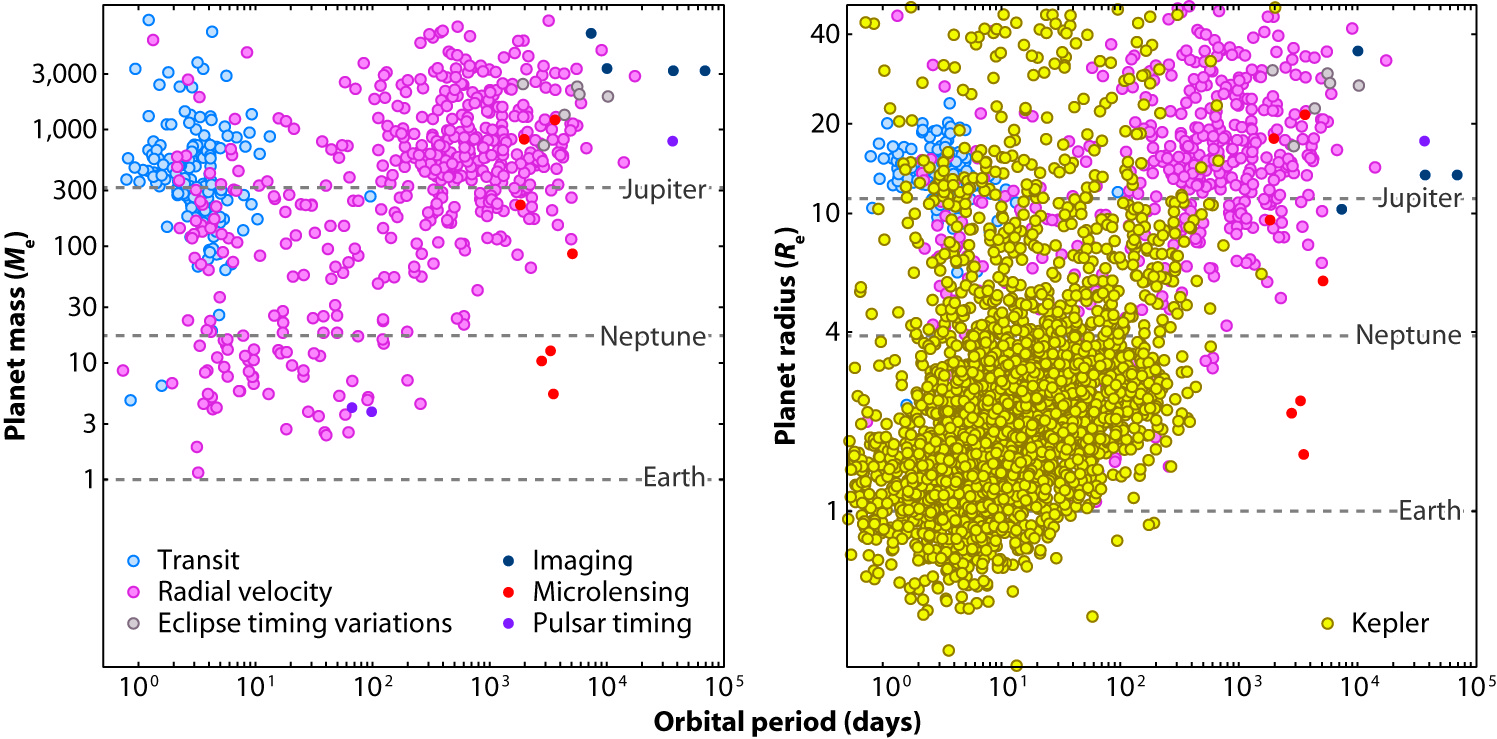 Planet mass (Mₑ)
3,000
1,000
300
100
30
10
3
1
Jupiter
Neptune
Earth
Transit
Radial velocity
Eclipse timing variations
Imaging
Microlensing
Pulsar timing
10⁰ 10¹ 10² 10³ 10⁴ 10⁵
Planet radius (Rₑ)
40
20
10
4
1
Jupiter
Neptune
Earth
Kepler
10⁰ 10¹ 10² 10³ 10⁴ 10⁵
Orbital period (days)